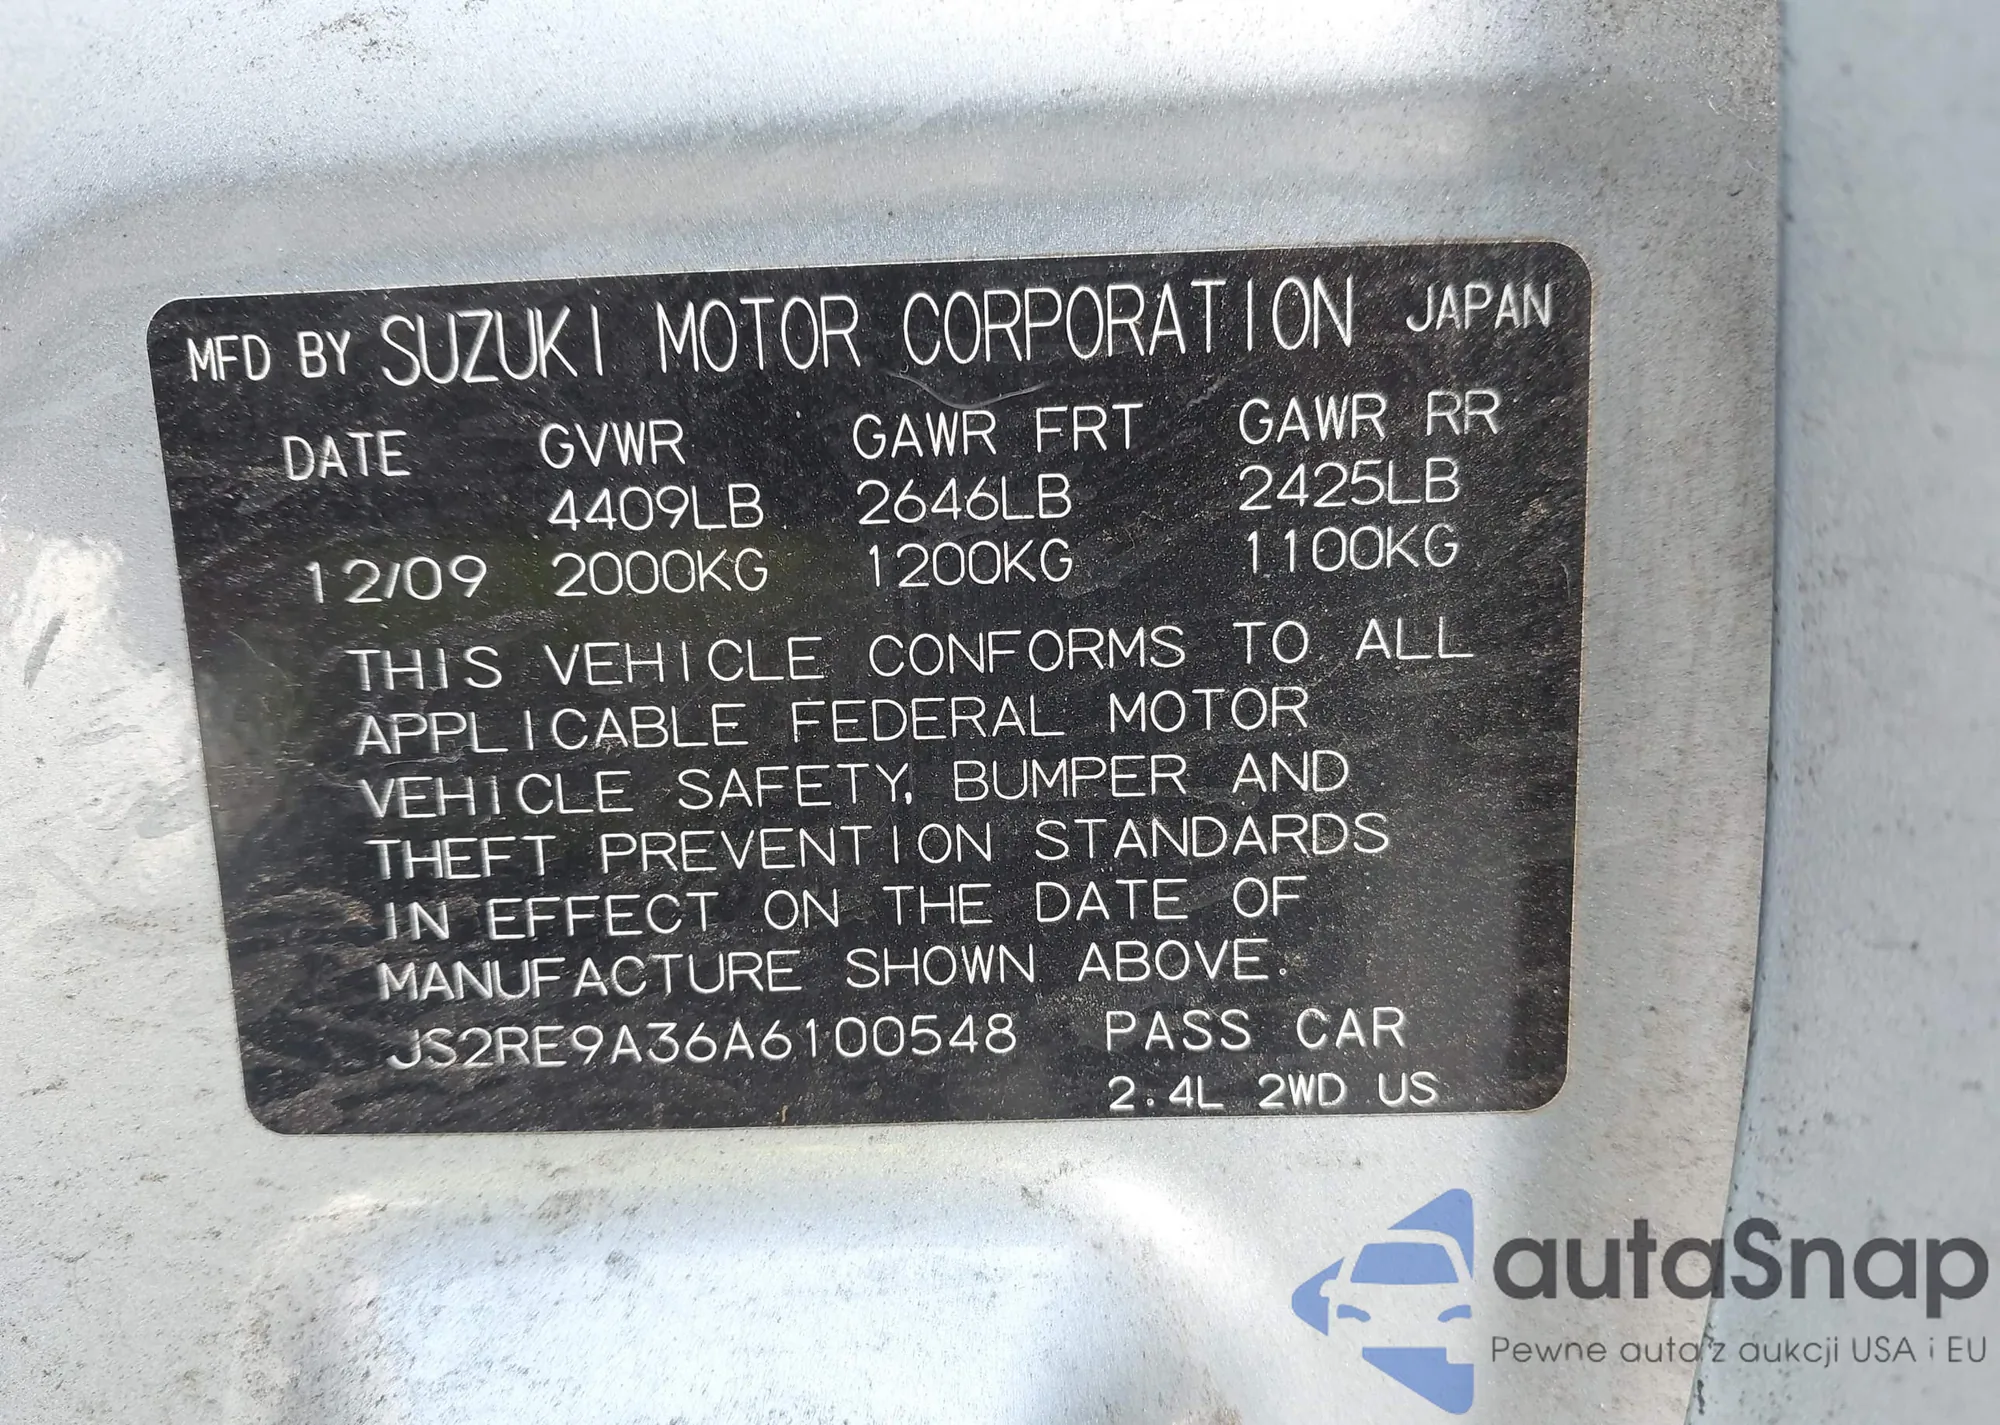 MFD BY SUZUKI MOTOR CORPORATION JAPAN
DATE GVWR GAWR FRT GAWR RR
4409LB 2646LB 2425LB
12/09 2000KG 1200KG 1100KG
THIS VEHICLE CONFORMS TO ALL
APPLICABLE FEDERAL MOTOR
VEHICLE SAFETY, BUMPER AND
THEFT PREVENTION STANDARDS
IN EFFECT ON THE DATE OF
MANUFACTURE SHOWN ABOVE.
JS2RE9A36A6100548 PASS CAR
2.4L 2WD US
autaSnap
Pewne auta z aukcji USA i EU